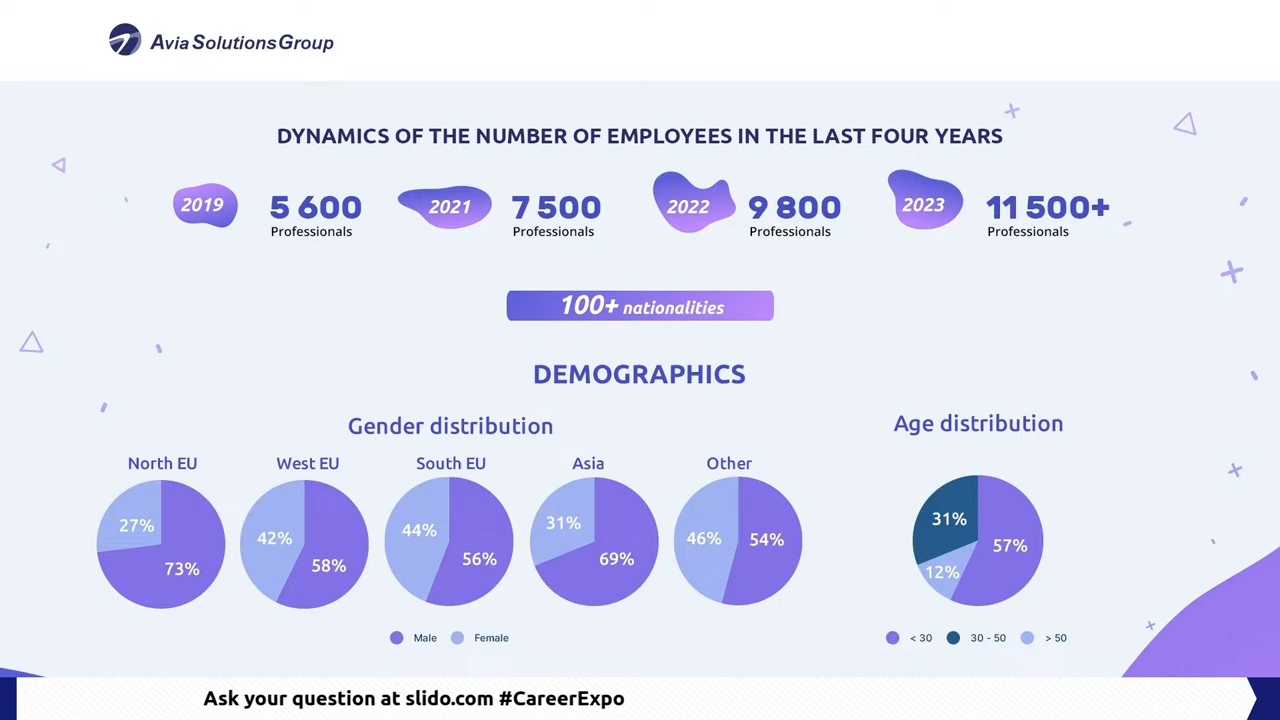 Avia Solutions Group
DYNAMICS OF THE NUMBER OF EMPLOYEES IN THE LAST FOUR YEARS
2019 5 600 Professionals
2021 7 500 Professionals
2022 9 800 Professionals
2023 11 500+ Professionals
100+ nationalities
DEMOGRAPHICS
Gender distribution
North EU
27%
73%
West EU
42%
58%
South EU
44%
56%
Asia
31%
69%
Other
46%
54%
Male Female
Age distribution
31%
57%
12%
< 30 30 - 50 > 50
Ask your question at slido.com #CareerExpo